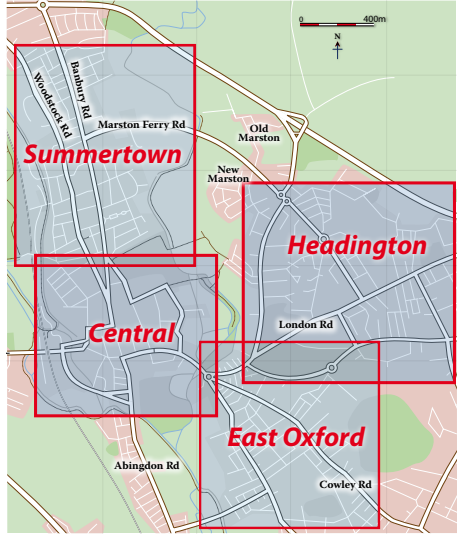 0 400m
N
Woodstock Rd
Banbury Rd
Marston Ferry Rd
Old
Marston
Summertown
New
Marston
Headington
London Rd
Central
East Oxford
Abingdon Rd
Cowley Rd